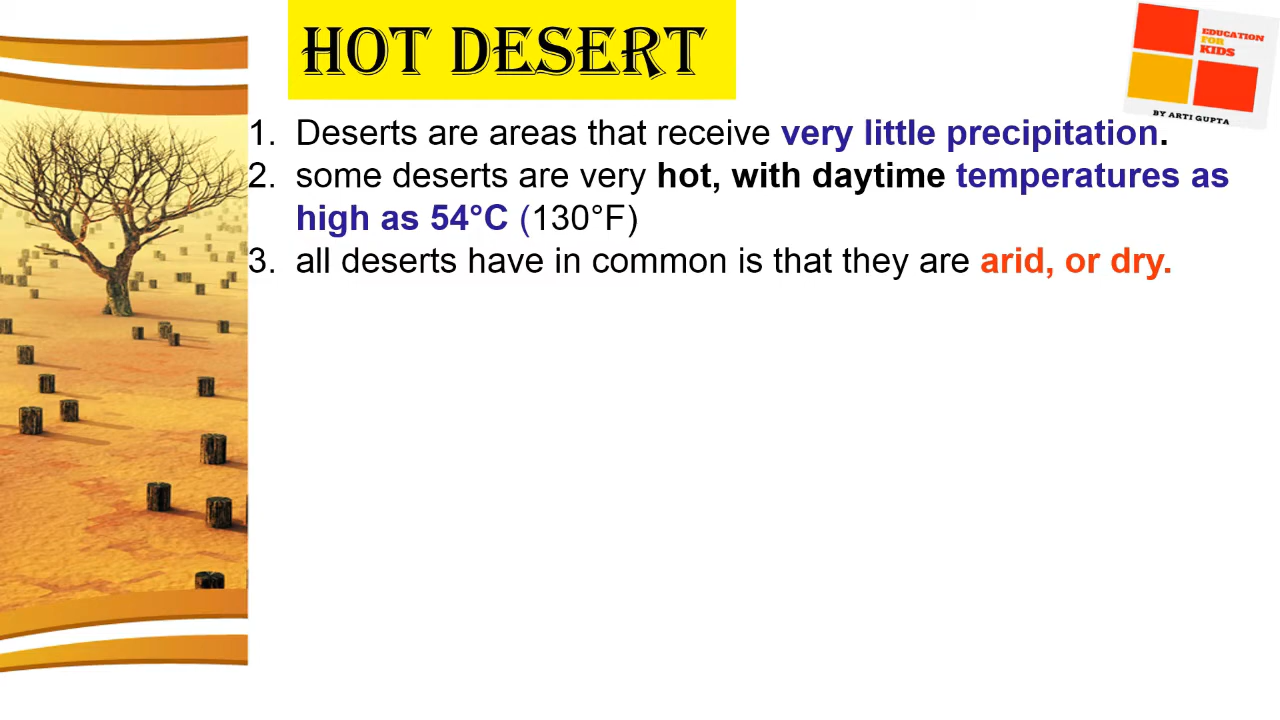 HOT DESERT
EDUCATION
FOR
KIDS
BY ARTI GUPTA
1. Deserts are areas that receive very little precipitation.
2. some deserts are very hot, with daytime temperatures as
high as 54°C (130°F)
3. all deserts have in common is that they are arid, or dry.